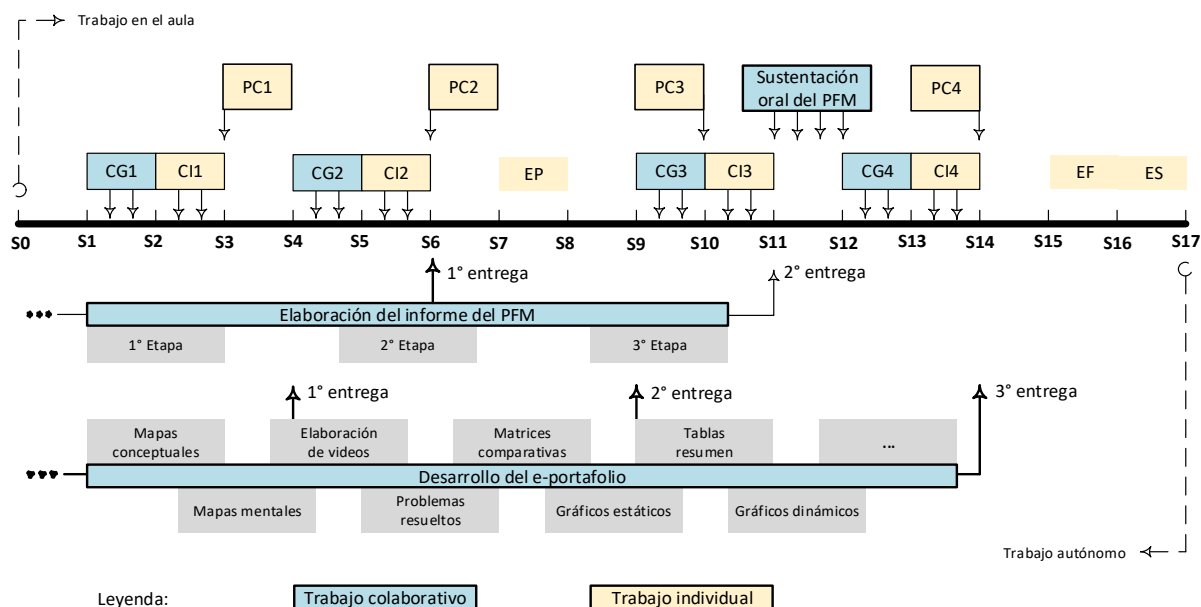 Trabajo en el aula
PC1
PC2
PC3
Sustentación
oral del PFM
PC4
CG1
CI1
CG2
CI2
EP
CG3
CI3
CG4
CI4
EF
ES
S0
S1
S2
S3
S4
S5
S6
S7
S8
S9
S10
S11
S12
S13
S14
S15
S16
S17
1° entrega
2° entrega
Elaboración del informe del PFM
1° Etapa
2° Etapa
3° Etapa
1° entrega
2° entrega
3° entrega
Mapas
conceptuales
Elaboración
de videos
Matrices
comparativas
Tablas
resumen
...
Desarrollo del e-portafolio
Mapas mentales
Problemas
resueltos
Gráficos estáticos
Gráficos dinámicos
Trabajo autónomo
Leyenda:
Trabajo colaborativo
Trabajo individual